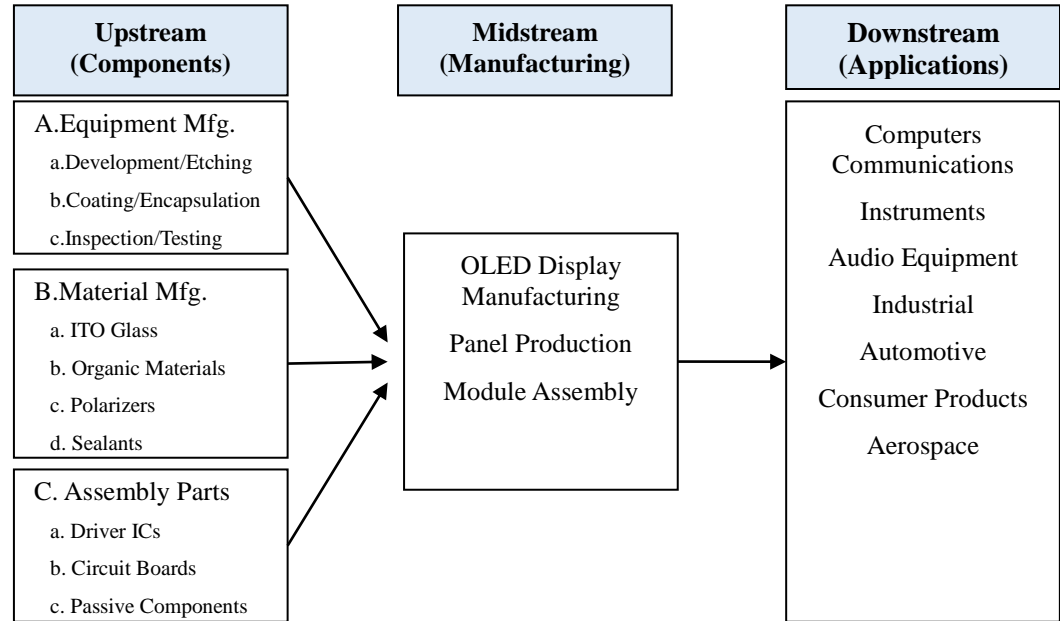 Upstream
(Components)
A.Equipment Mfg.
a.Development/Etching
b.Coating/Encapsulation
c.Inspection/Testing
B.Material Mfg.
a. ITO Glass
b. Organic Materials
c. Polarizers
d. Sealants
C. Assembly Parts
a. Driver ICs
b. Circuit Boards
c. Passive Components
Midstream
(Manufacturing)
OLED Display
Manufacturing
Panel Production
Module Assembly
Downstream
(Applications)
Computers
Communications
Instruments
Audio Equipment
Industrial
Automotive
Consumer Products
Aerospace